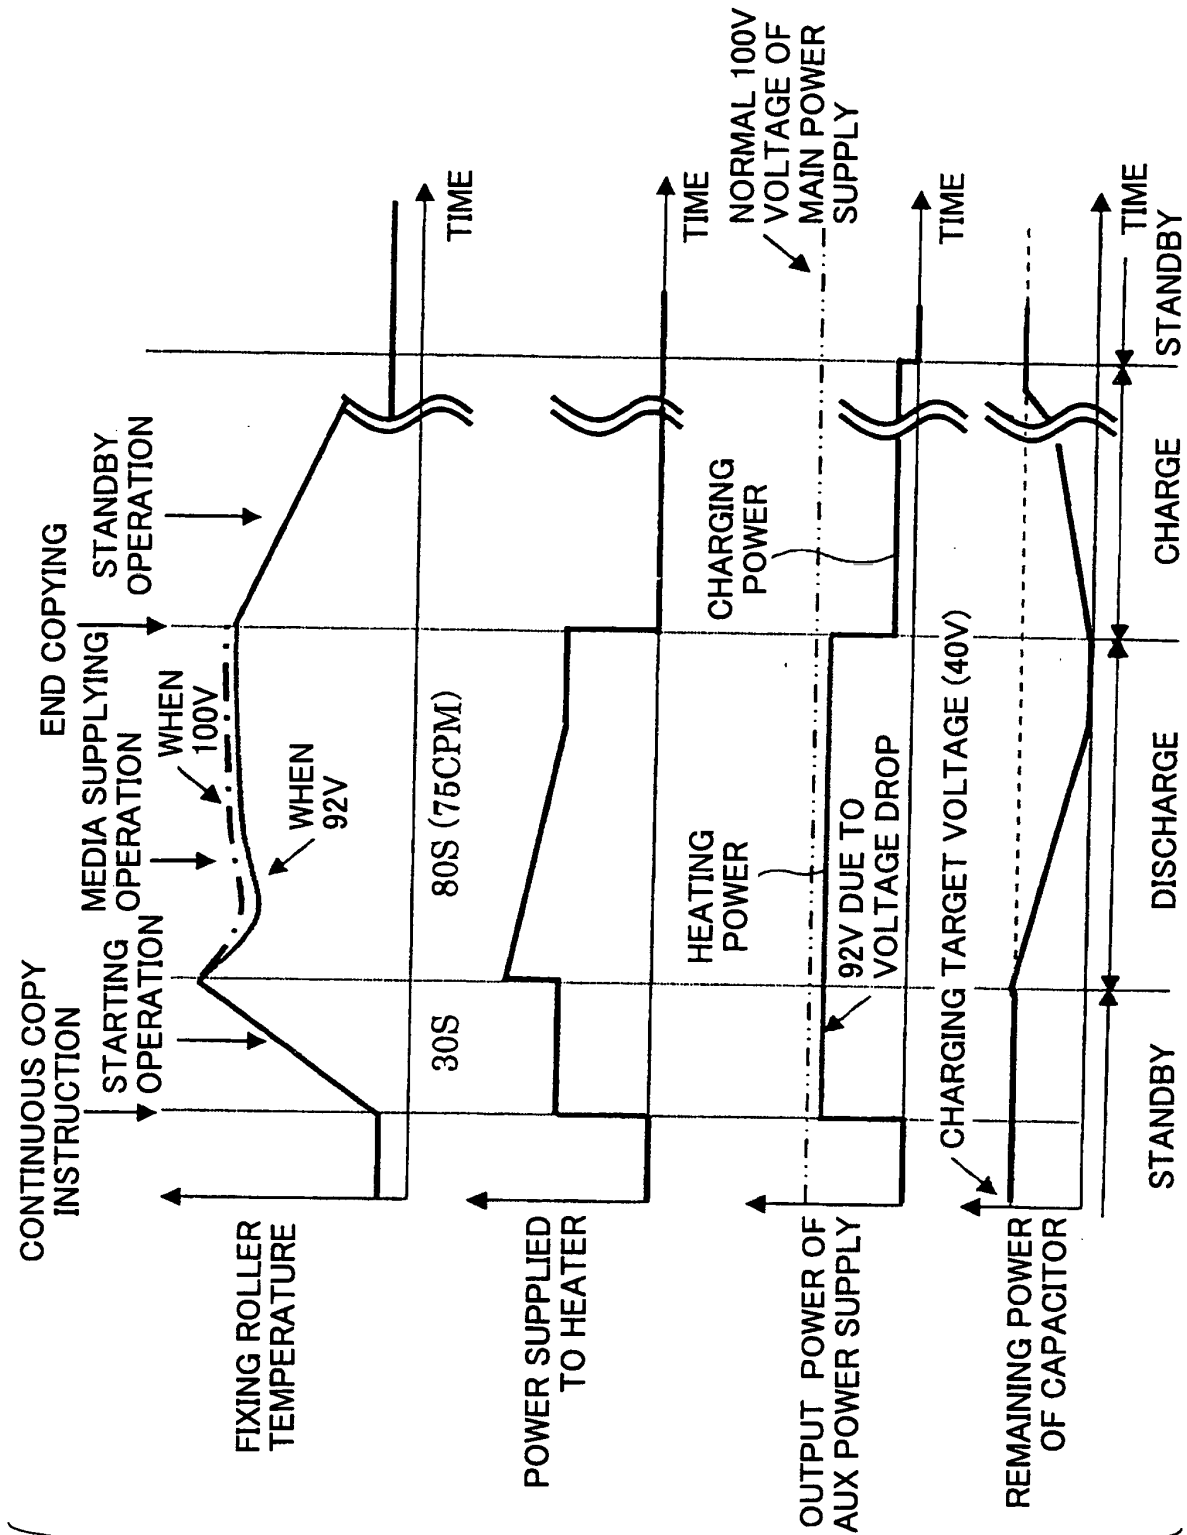 CONTINUOUS COPY
INSTRUCTION
STARTING
OPERATION
MEDIA SUPPLYING
OPERATION
END COPYING
STANDBY
OPERATION
WHEN
100V
WHEN
92V
FIXING ROLLER
TEMPERATURE
30S
80S (75CPM)
TIME
POWER SUPPLIED
TO HEATER
TIME
HEATING
POWER
CHARGING
POWER
NORMAL 100V
VOLTAGE OF
MAIN POWER
SUPPLY
OUTPUT POWER OF
AUX POWER SUPPLY
92V DUE TO
VOLTAGE DROP
TIME
CHARGING TARGET VOLTAGE (40V)
REMAINING POWER
OF CAPACITOR
TIME
STANDBY
DISCHARGE
CHARGE
STANDBY